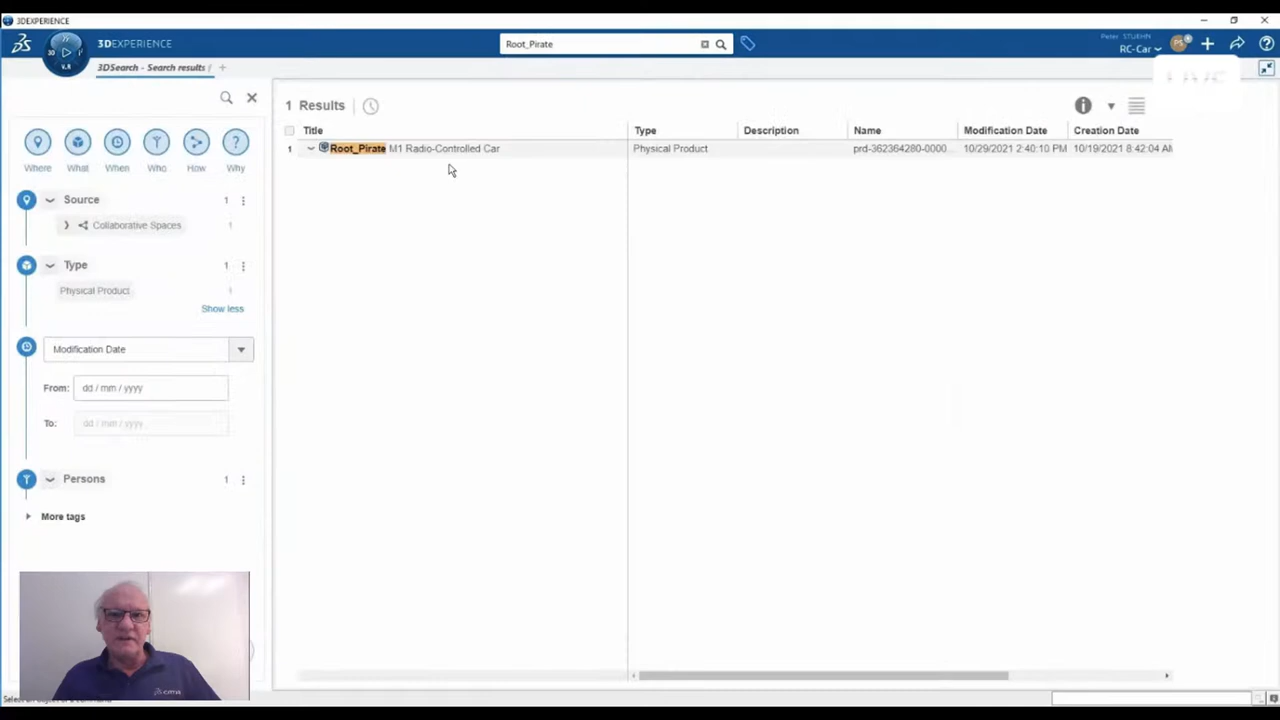 3DEXPERIENCE
3DEXPERIENCE
Root_Pirate
Peter STUEHN
RC-Car
3DSearch - Search results
LIVE
1 Results
Where What When Who How Why
Title Type Description Name Modification Date Creation Date
1 Root_Pirate M1 Radio-Controlled Car Physical Product prd-362364280-0000... 10/29/2021 2:40:10 PM 10/19/2021 8:42:04 AM
Source 1
Collaborative Spaces 1
Type 1
Physical Product 1
Show less
Modification Date
From: dd / mm / yyyy
To: dd / mm / yyyy
Persons 1
More tags